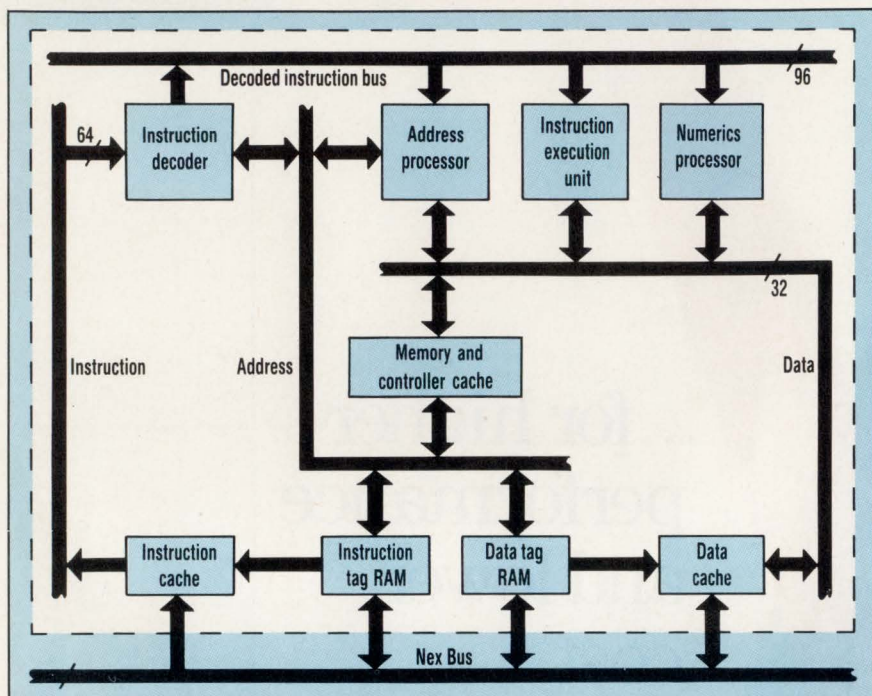 Decoded instruction bus
96
64
Instruction
decoder
Address
processor
Instruction
execution
unit
Numerics
processor
32
Instruction
Address
Memory and
controller cache
Data
Instruction
cache
Instruction
tag RAM
Data tag
RAM
Data
cache
Nex Bus